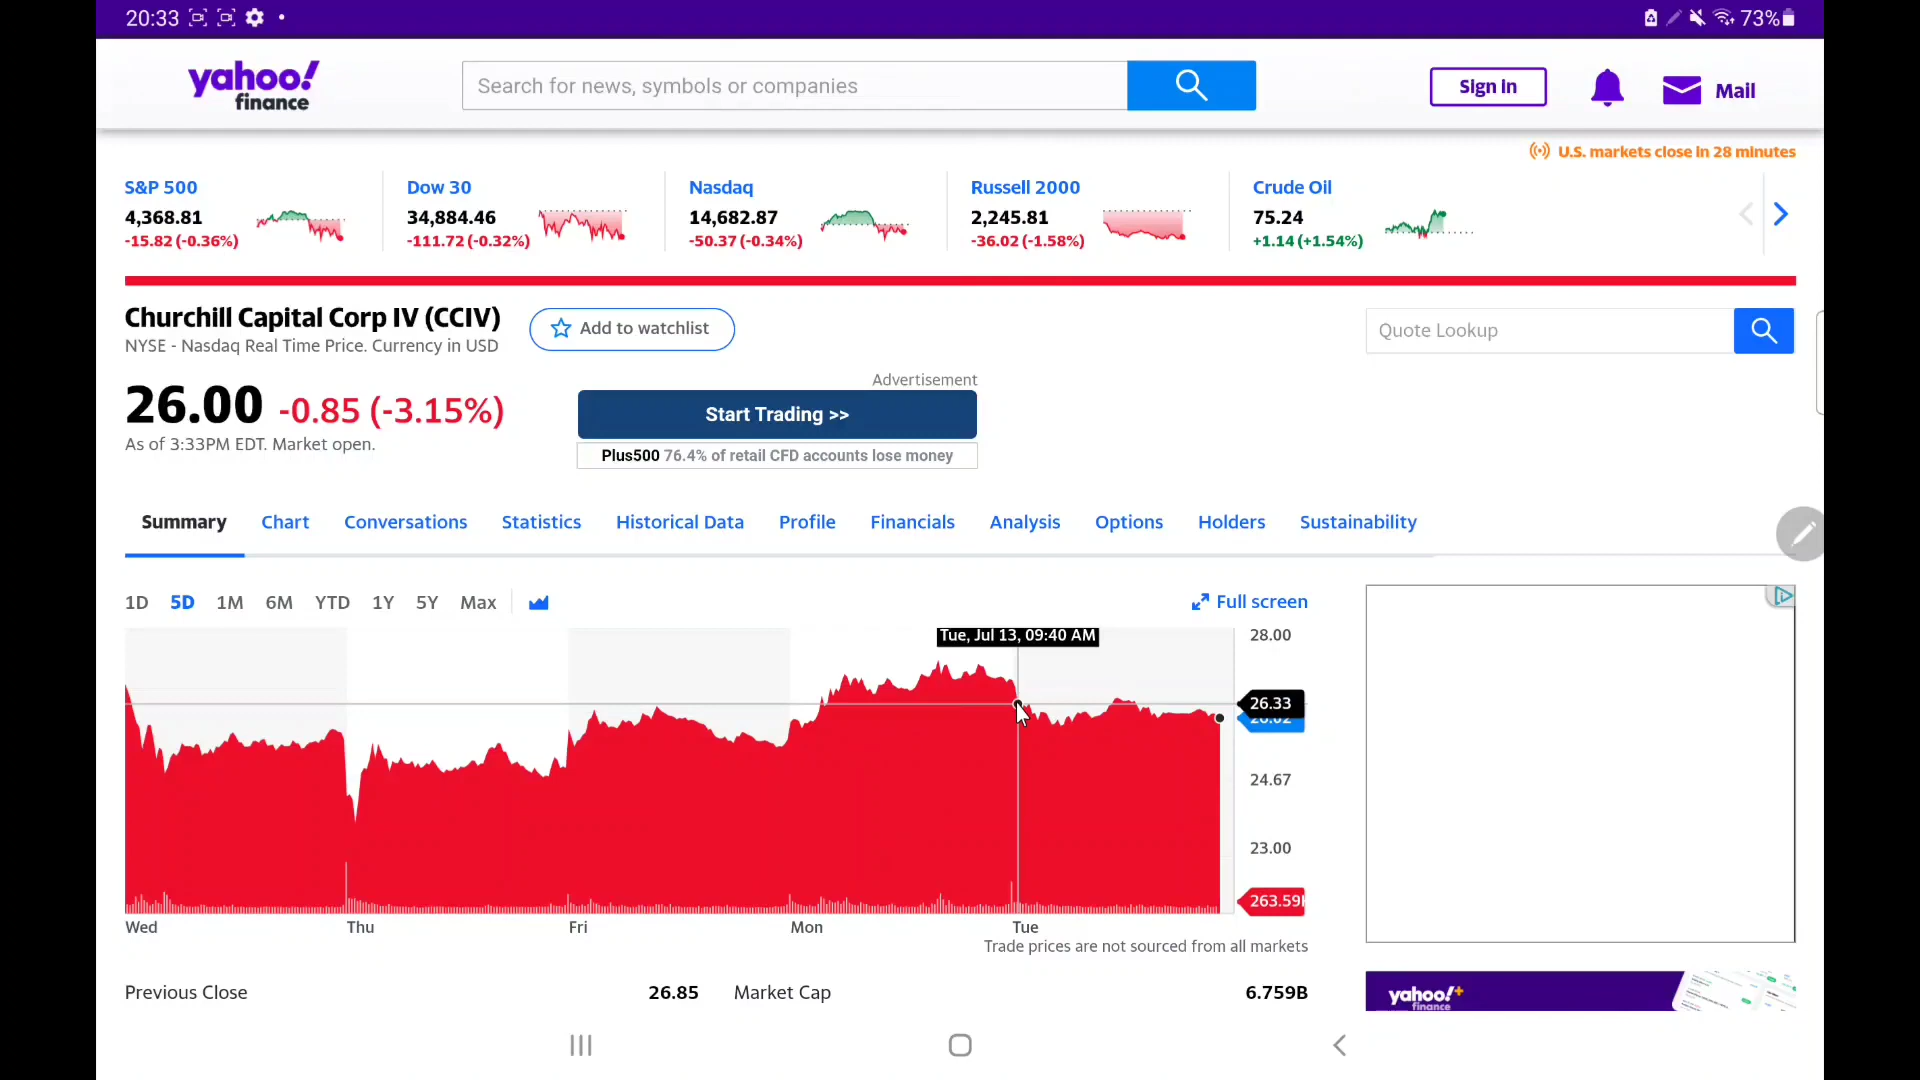 20:33
73%
yahoo!
finance
Search for news, symbols or companies
Sign In
Mail
U.S. markets close in 28 minutes
S&P 500
4,368.81
-15.82 (-0.36%)
Dow 30
34,884.46
-111.72 (-0.32%)
Nasdaq
14,682.87
-50.37 (-0.34%)
Russell 2000
2,245.81
-36.02 (-1.58%)
Crude Oil
75.24
+1.14 (+1.54%)
Churchill Capital Corp IV (CCIV)
NYSE - Nasdaq Real Time Price. Currency in USD
Add to watchlist
Quote Lookup
26.00 -0.85 (-3.15%)
As of 3:33PM EDT. Market open.
Advertisement
Start Trading >>
Plus500 76.4% of retail CFD accounts lose money
Summary Chart Conversations Statistics Historical Data Profile Financials Analysis Options Holders Sustainability
1D 5D 1M 6M YTD 1Y 5Y Max
Full screen
Tue, Jul 13, 09:40 AM
28.00
26.33
24.67
23.00
Wed Thu Fri Mon Tue
Trade prices are not sourced from all markets
Previous Close 26.85 Market Cap 6.759B
yahoo!+
finance